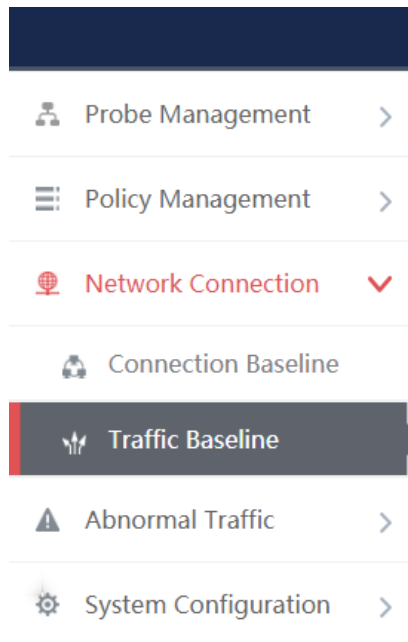 Probe Management
Policy Management
Network Connection
Connection Baseline
Traffic Baseline
Abnormal Traffic
System Configuration